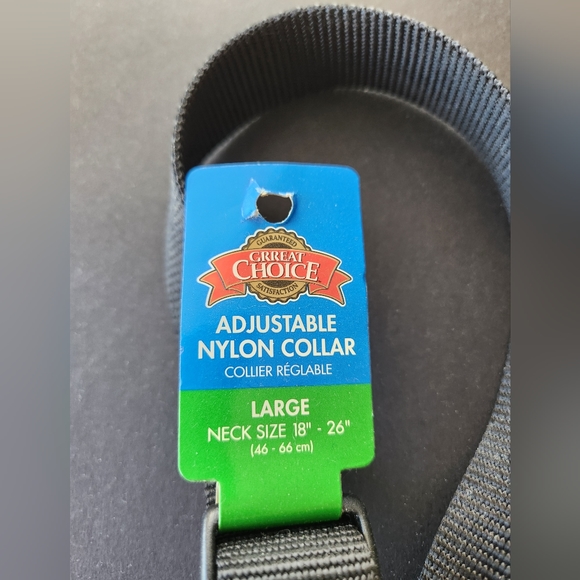 GUARANTEED
GRREAT
CHOICE
SATISFACTION
ADJUSTABLE
NYLON COLLAR
COLLIER RÉGLABLE
LARGE
NECK SIZE 18" - 26"
(46 - 66 cm)